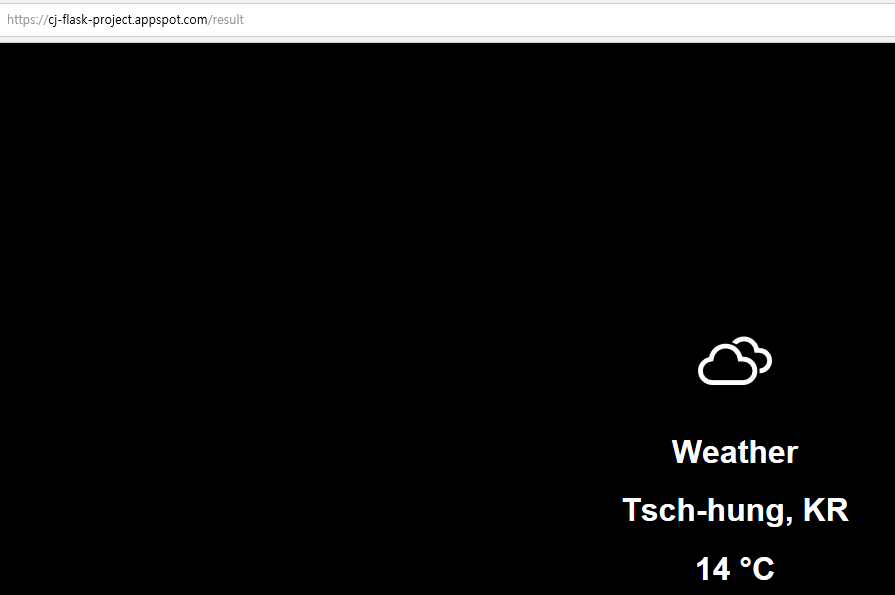 https://cj-flask-project.appspot.com/result
Weather
Tsch-hung, KR
14 °C